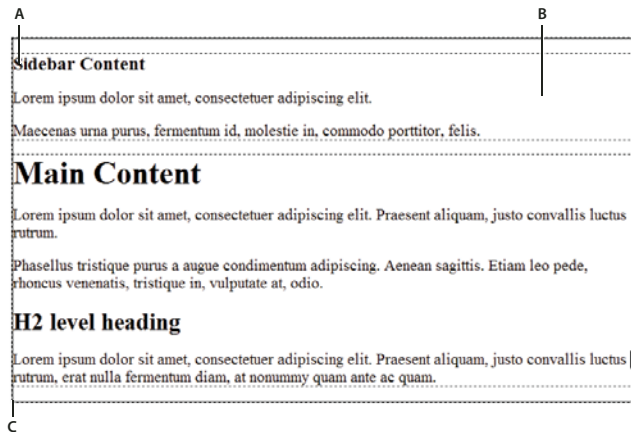 A
B
Sidebar Content
Lorem ipsum dolor sit amet, consectetuer adipiscing elit.
Maecenas urna purus, fermentum id, molestie in, commodo porttitor, felis.
Main Content
Lorem ipsum dolor sit amet, consectetuer adipiscing elit. Praesent aliquam, justo convallis luctus
rutrum.
Phasellus tristique purus a augue condimentum adipiscing. Aenean sagittis. Etiam leo pede,
rhoncus venenatis, tristique in, vulputate at, odio.
H2 level heading
Lorem ipsum dolor sit amet, consectetuer adipiscing elit. Praesent aliquam, justo convallis luctus
rutrum, erat nulla fermentum diam, at nonummy quam ante ac quam.
C